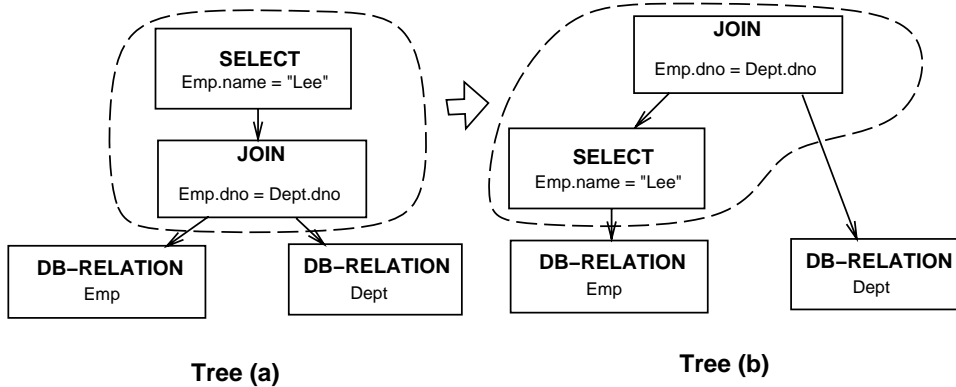 SELECT
Emp.name = "Lee"
JOIN
Emp.dno = Dept.dno
DB−RELATION
Emp
DB−RELATION
Dept
Tree (a)
JOIN
Emp.dno = Dept.dno
SELECT
Emp.name = "Lee"
DB−RELATION
Emp
DB−RELATION
Dept
Tree (b)